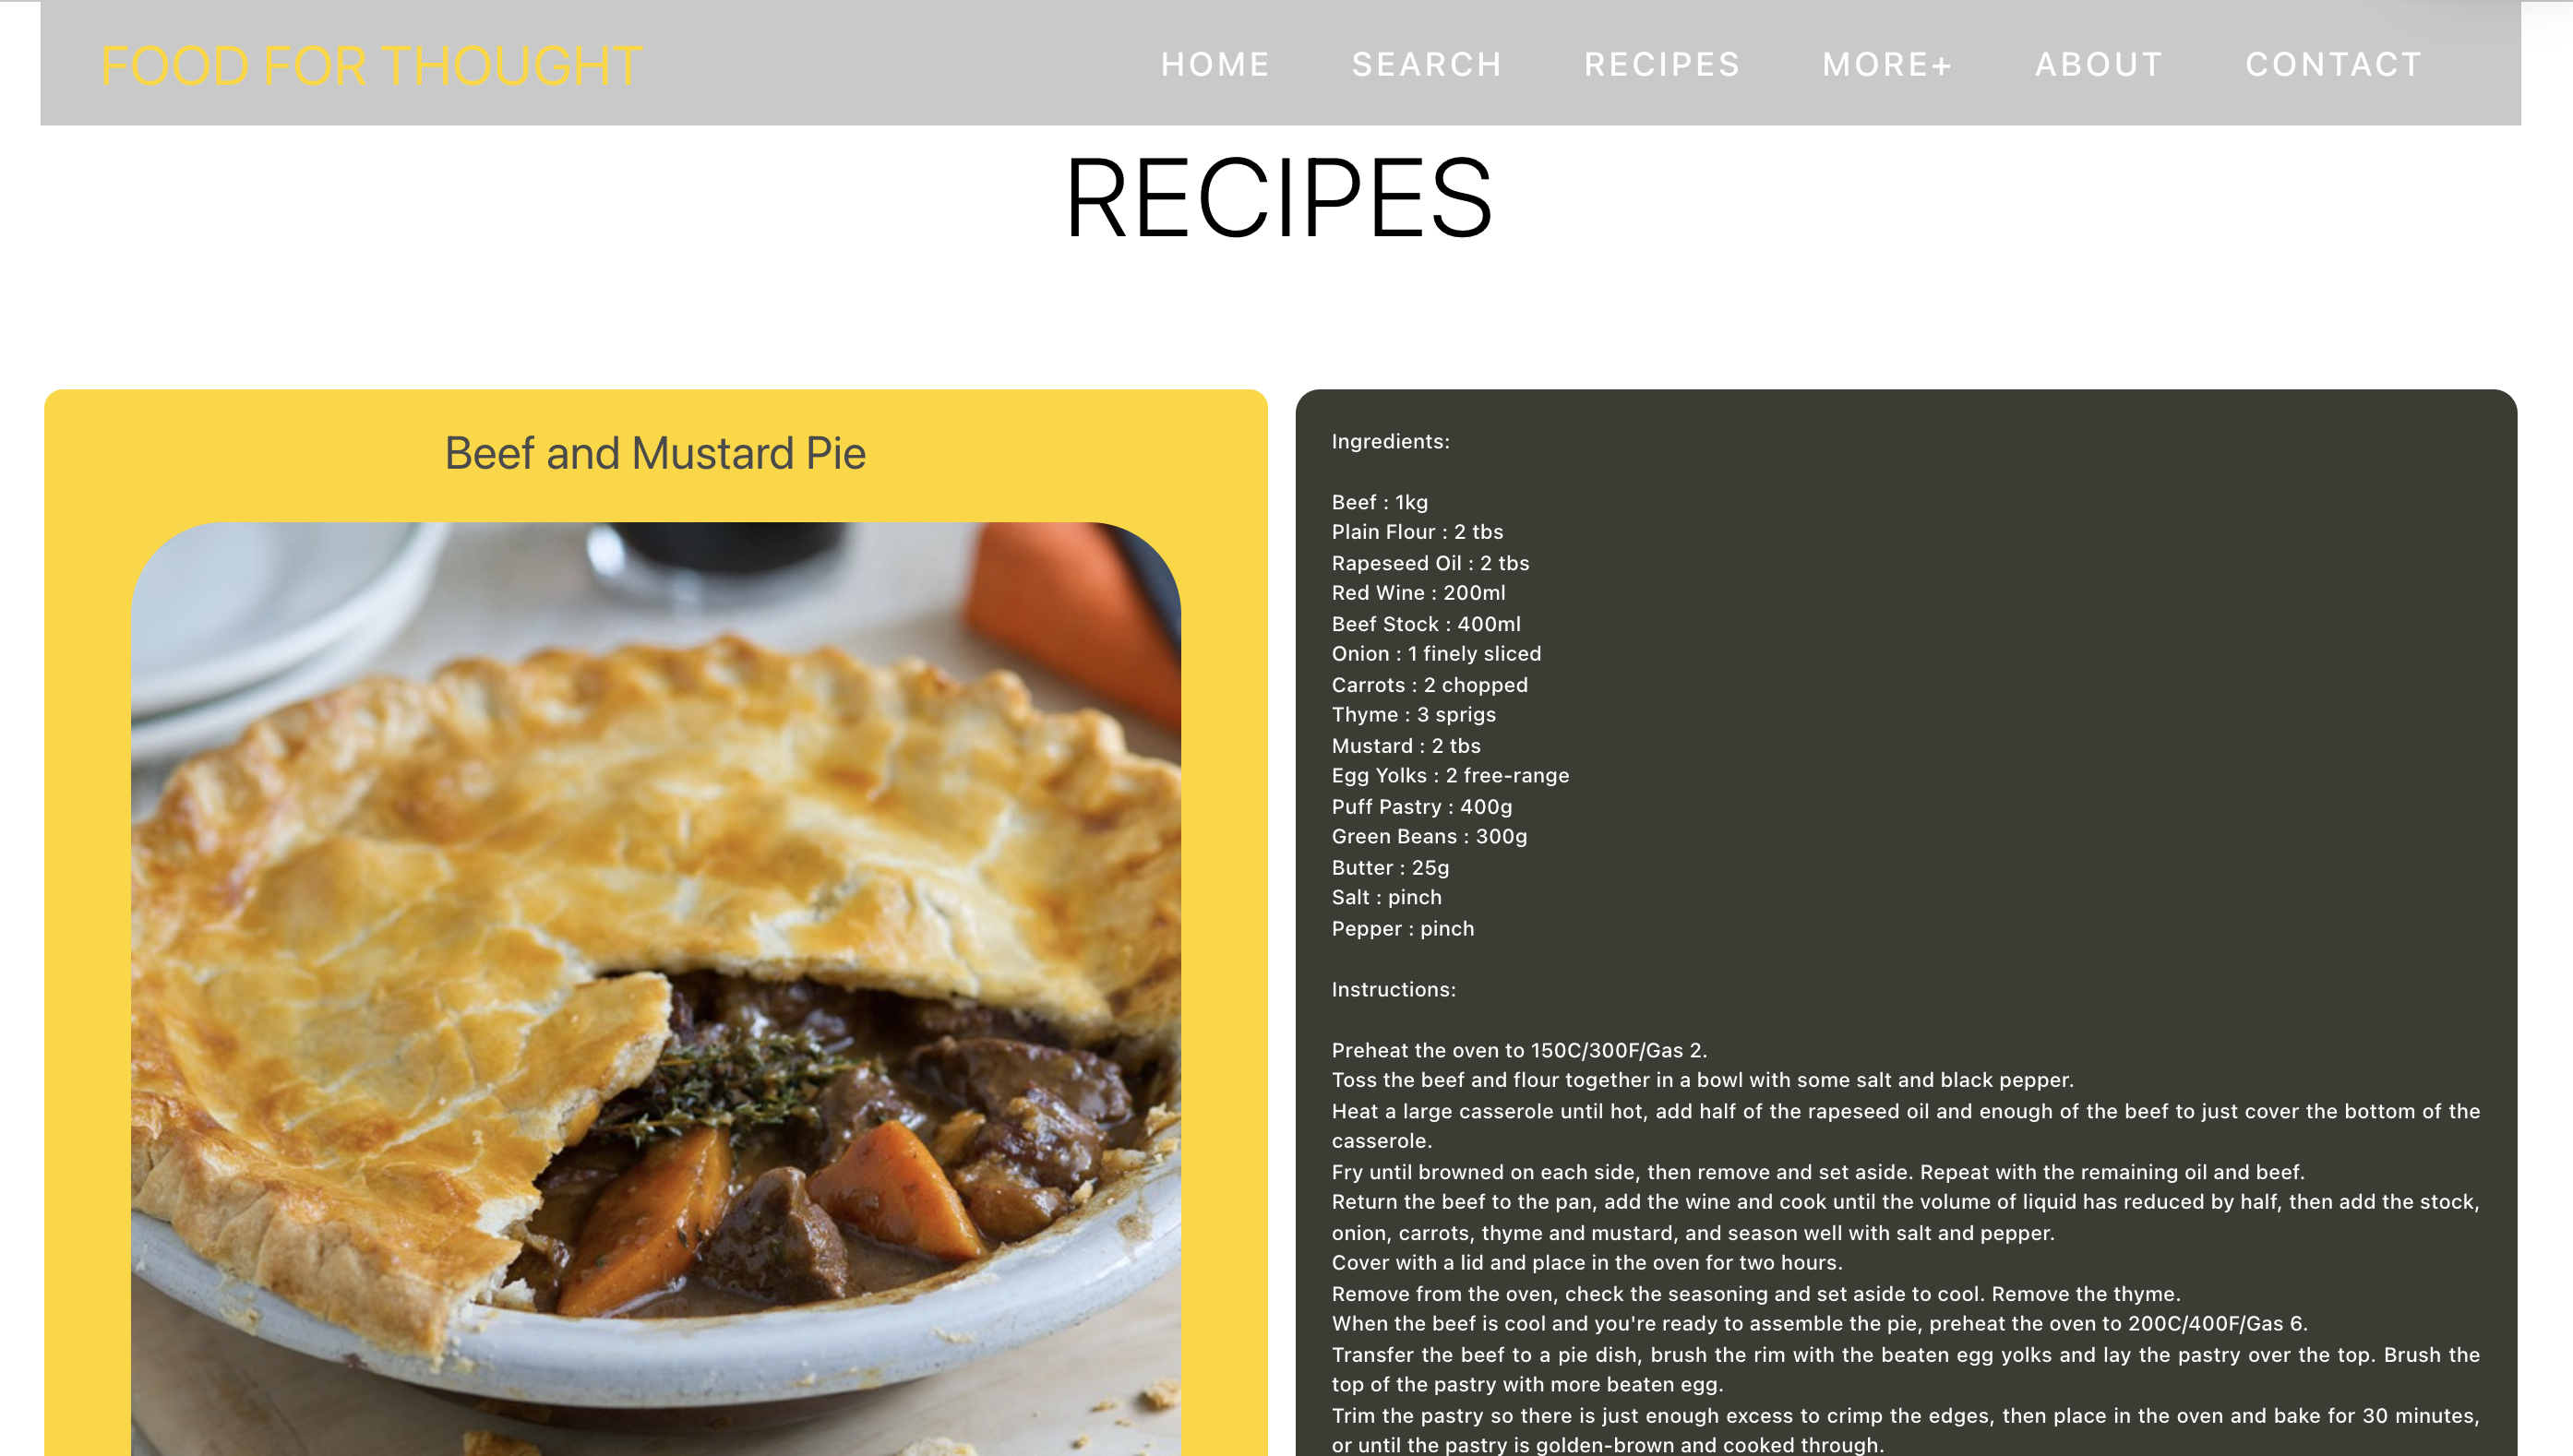 FOOD FOR THOUGHT
HOME SEARCH RECIPES MORE+ ABOUT CONTACT
RECIPES
Beef and Mustard Pie
Ingredients:
Beef : 1kg
Plain Flour : 2 tbs
Rapeseed Oil : 2 tbs
Red Wine : 200ml
Beef Stock : 400ml
Onion : 1 finely sliced
Carrots : 2 chopped
Thyme : 3 sprigs
Mustard : 2 tbs
Egg Yolks : 2 free-range
Puff Pastry : 400g
Green Beans : 300g
Butter : 25g
Salt : pinch
Pepper : pinch
Instructions:
Preheat the oven to 150C/300F/Gas 2.
Toss the beef and flour together in a bowl with some salt and black pepper.
Heat a large casserole until hot, add half of the rapeseed oil and enough of the beef to just cover the bottom of the
casserole.
Fry until browned on each side, then remove and set aside. Repeat with the remaining oil and beef.
Return the beef to the pan, add the wine and cook until the volume of liquid has reduced by half, then add the stock,
onion, carrots, thyme and mustard, and season well with salt and pepper.
Cover with a lid and place in the oven for two hours.
Remove from the oven, check the seasoning and set aside to cool. Remove the thyme.
When the beef is cool and you're ready to assemble the pie, preheat the oven to 200C/400F/Gas 6.
Transfer the beef to a pie dish, brush the rim with the beaten egg yolks and lay the pastry over the top. Brush the
top of the pastry with more beaten egg.
Trim the pastry so there is just enough excess to crimp the edges, then place in the oven and bake for 30 minutes,
or until the pastry is golden-brown and cooked through.